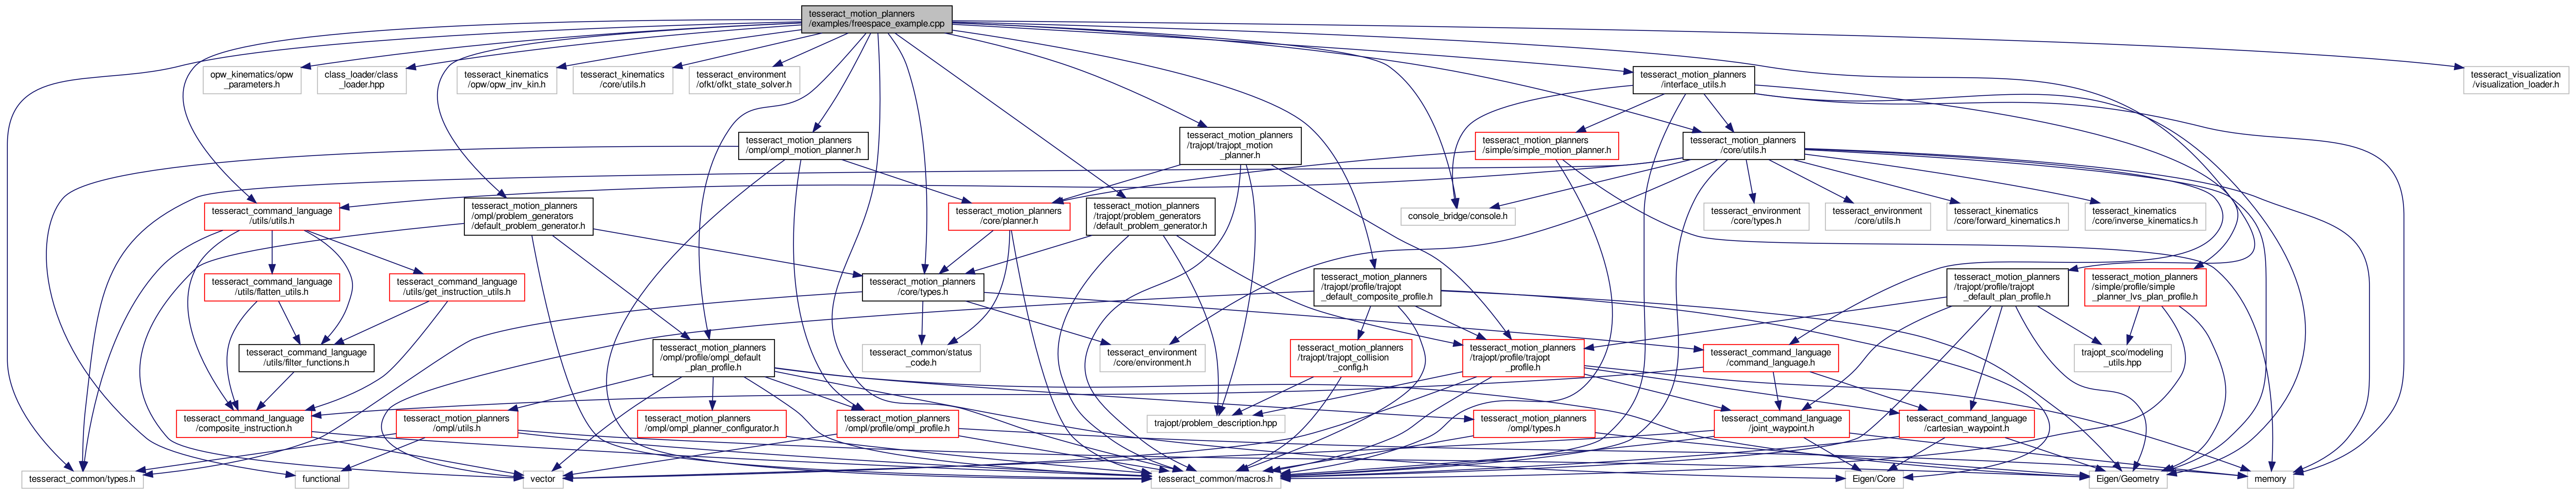 tesseract_motion_planners
/examples/freespace_example.cpp
opw_kinematics/opw
_parameters.h
class_loader/class
_loader.hpp
tesseract_kinematics
/opw/opw_inv_kin.h
tesseract_kinematics
/core/utils.h
tesseract_environment
/ofkt/ofkt_state_solver.h
tesseract_motion_planners
/interface_utils.h
tesseract_visualization
/visualization_loader.h
tesseract_motion_planners
/ompl/ompl_motion_planner.h
tesseract_motion_planners
/trajopt/trajopt_motion
_planner.h
tesseract_motion_planners
/simple/simple_motion_planner.h
tesseract_motion_planners
/core/utils.h
tesseract_command_language
/utils/utils.h
tesseract_motion_planners
/ompl/problem_generators
/default_problem_generator.h
tesseract_motion_planners
/core/planner.h
tesseract_motion_planners
/trajopt/problem_generators
/default_problem_generator.h
console_bridge/console.h
tesseract_environment
/core/types.h
tesseract_environment
/core/utils.h
tesseract_kinematics
/core/forward_kinematics.h
tesseract_kinematics
/core/inverse_kinematics.h
tesseract_command_language
/utils/flatten_utils.h
tesseract_command_language
/utils/get_instruction_utils.h
tesseract_motion_planners
/core/types.h
tesseract_motion_planners
/trajopt/profile/trajopt
_default_composite_profile.h
tesseract_motion_planners
/trajopt/profile/trajopt
_default_plan_profile.h
tesseract_motion_planners
/simple/profile/simple
_planner_lvs_plan_profile.h
tesseract_command_language
/utils/filter_functions.h
tesseract_motion_planners
/ompl/profile/ompl_default
_plan_profile.h
tesseract_common/status
_code.h
tesseract_environment
/core/environment.h
tesseract_motion_planners
/trajopt/trajopt_collision
_config.h
tesseract_motion_planners
/trajopt/profile/trajopt
_profile.h
tesseract_command_language
/command_language.h
trajopt_sco/modeling
_utils.hpp
tesseract_command_language
/composite_instruction.h
tesseract_motion_planners
/ompl/utils.h
tesseract_motion_planners
/ompl/ompl_planner_configurator.h
tesseract_motion_planners
/ompl/profile/ompl_profile.h
trajopt/problem_description.hpp
tesseract_motion_planners
/ompl/types.h
tesseract_command_language
/joint_waypoint.h
tesseract_command_language
/cartesian_waypoint.h
tesseract_common/types.h
functional
vector
tesseract_common/macros.h
Eigen/Core
Eigen/Geometry
memory